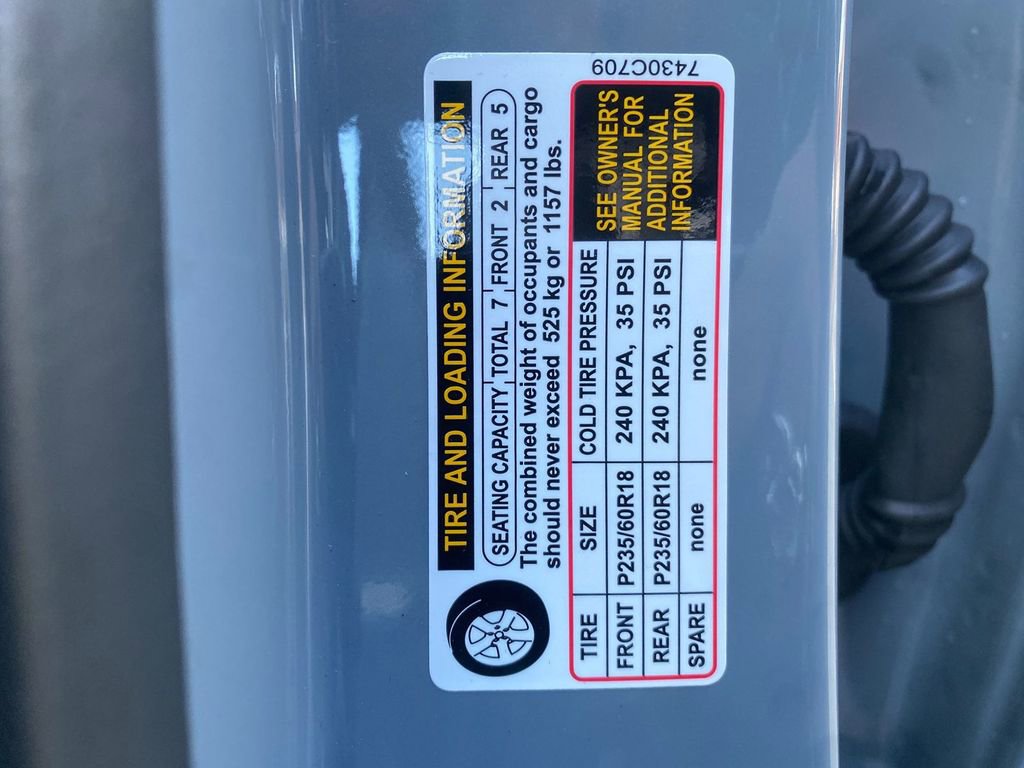 TIRE AND LOADING INFORMATION
SEATING CAPACITY TOTAL 7 FRONT 2 REAR 5
The combined weight of occupants and cargo
should never exceed 525 kg or 1157 lbs.
TIRE SIZE COLD TIRE PRESSURE
FRONT P235/60R18 240 KPA, 35 PSI
REAR P235/60R18 240 KPA, 35 PSI
SPARE none none
SEE OWNER'S
MANUAL FOR
ADDITIONAL
INFORMATION
7430C709